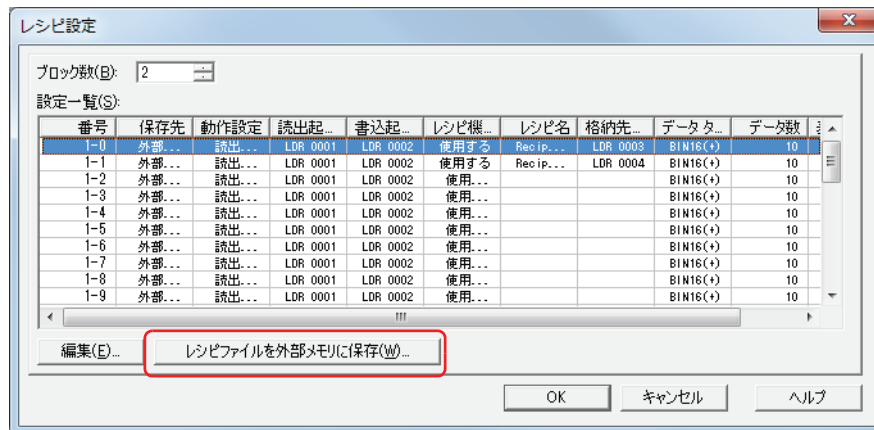 レシピ設定
ブロック数(B): 2
設定一覧(S):
番号 保存先 動作設定 読出起... 書込起... レシピ機... レシピ名 格納先... データ タ... データ数
1-0 外部... 読出... LDR 0001 LDR 0002 使用する Recip... LDR 0003 BIN16(+) 10
1-1 外部... 読出... LDR 0001 LDR 0002 使用する Recip... LDR 0004 BIN16(+) 10
1-2 外部... 読出... LDR 0001 LDR 0002 使用... BIN16(+) 10
1-3 外部... 読出... LDR 0001 LDR 0002 使用... BIN16(+) 10
1-4 外部... 読出... LDR 0001 LDR 0002 使用... BIN16(+) 10
1-5 外部... 読出... LDR 0001 LDR 0002 使用... BIN16(+) 10
1-6 外部... 読出... LDR 0001 LDR 0002 使用... BIN16(+) 10
1-7 外部... 読出... LDR 0001 LDR 0002 使用... BIN16(+) 10
1-8 外部... 読出... LDR 0001 LDR 0002 使用... BIN16(+) 10
1-9 外部... 読出... LDR 0001 LDR 0002 使用... BIN16(+) 10
編集(E)... レシピファイルを外部メモリに保存(W)...
OK キャンセル ヘルプ